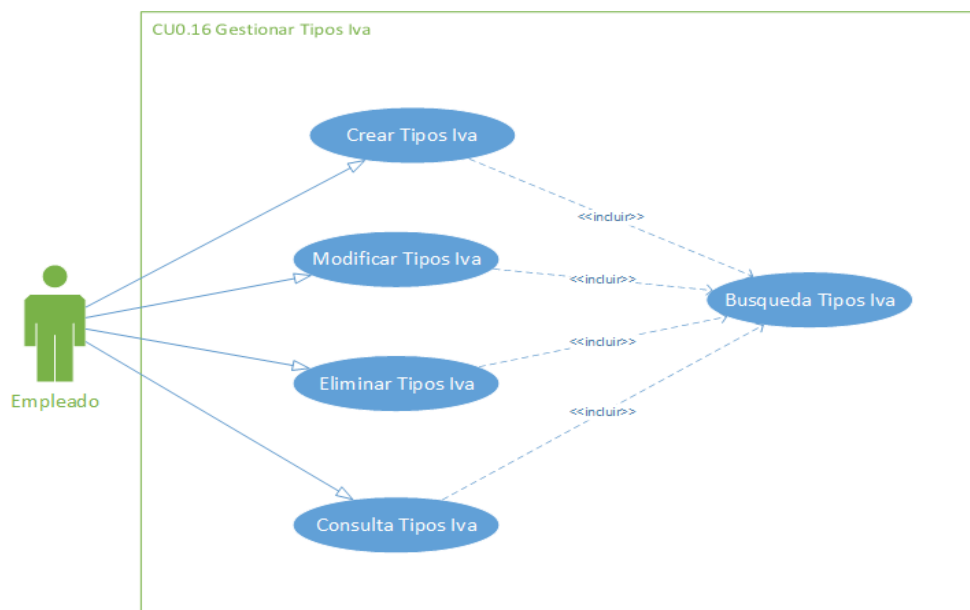 CU0.16 Gestionar Tipos Iva
Crear Tipos Iva
<<incluir>>
Modificar Tipos Iva
<<incluir>>
Busqueda Tipos Iva
<<incluir>>
Eliminar Tipos Iva
Empleado
<<incluir>>
Consulta Tipos Iva